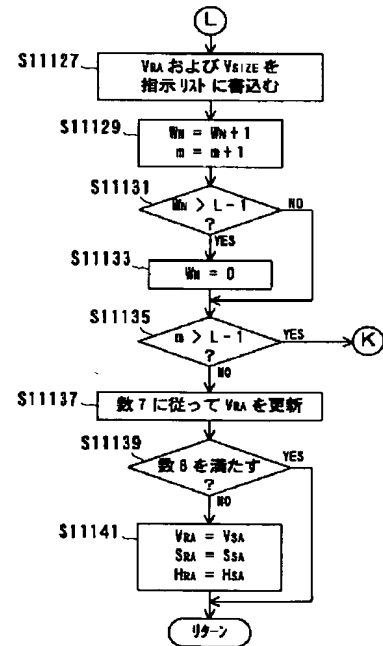 L
S11127
VRA および VSIZE を
指示リストに書込む
S11129
WN = WN+1
m = m+1
S11131
WN > L-1
?
NO
YES
S11133
WN = 0
S11135
m > L-1
?
YES
K
NO
S11137
数7に従って VRA を更新
S11139
数8を満たす
?
YES
NO
S11141
VRA = VSA
SRA = SSA
HRA = HSA
リターン